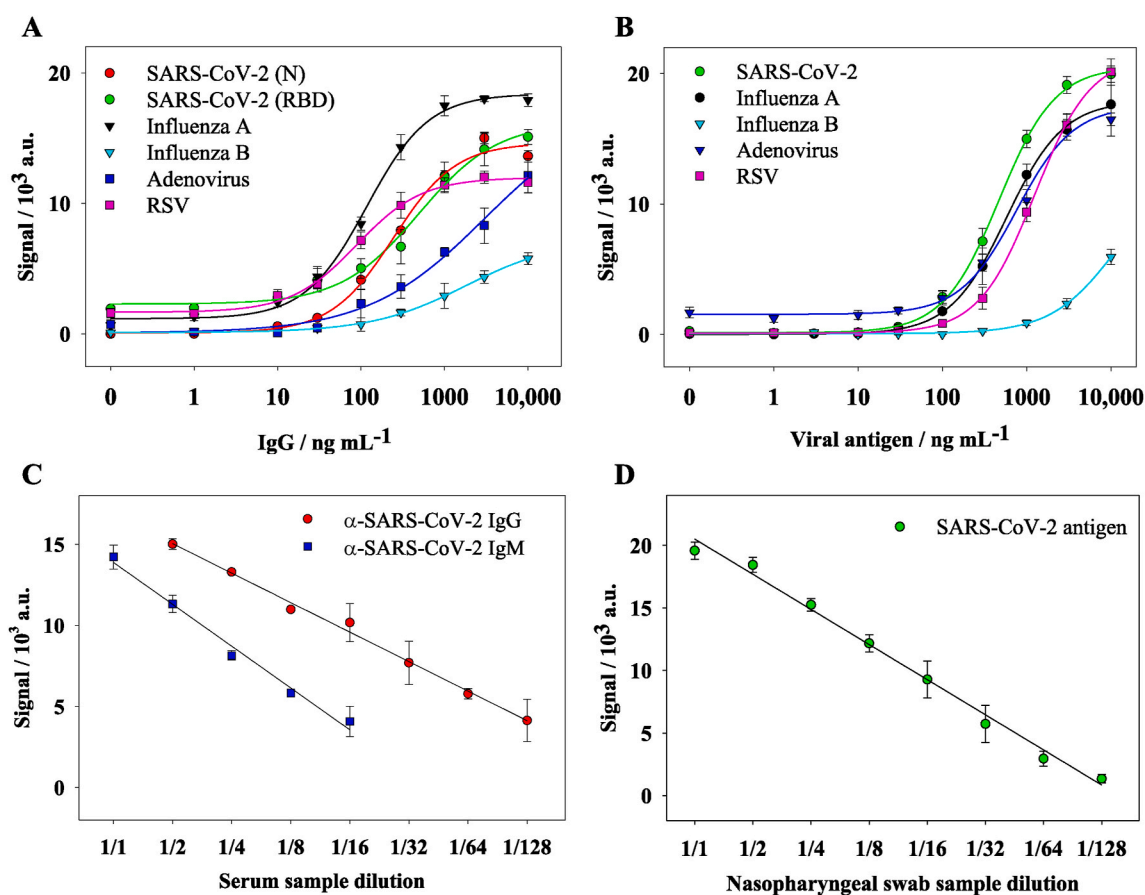 A
SARS-CoV-2 (N)
SARS-CoV-2 (RBD)
Influenza A
Influenza B
Adenovirus
RSV
20
10
0
Signal / 10³ a.u.
0 1 10 100 1000 10,000
IgG / ng mL⁻¹
B
SARS-CoV-2
Influenza A
Influenza B
Adenovirus
RSV
20
10
0
Signal / 10³ a.u.
0 1 10 100 1000 10,000
Viral antigen / ng mL⁻¹
C
α-SARS-CoV-2 IgG
α-SARS-CoV-2 IgM
15
10
5
0
Signal / 10³ a.u.
1/1 1/2 1/4 1/8 1/16 1/32 1/64 1/128
Serum sample dilution
D
SARS-CoV-2 antigen
20
15
10
5
0
Signal / 10³ a.u.
1/1 1/2 1/4 1/8 1/16 1/32 1/64 1/128
Nasopharyngeal swab sample dilution